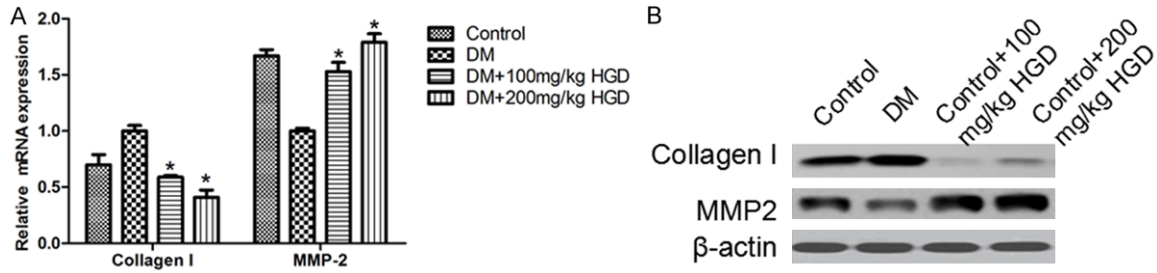 A
Relative mRNA expression
2.0
1.5
1.0
0.5
0.0
* *
* *
Collagen I
MMP-2
Control
DM
DM+100mg/kg HGD
DM+200mg/kg HGD
B
Control
DM
Control+100
mg/kg HGD
Control+200
mg/kg HGD
Collagen I
MMP2
β-actin